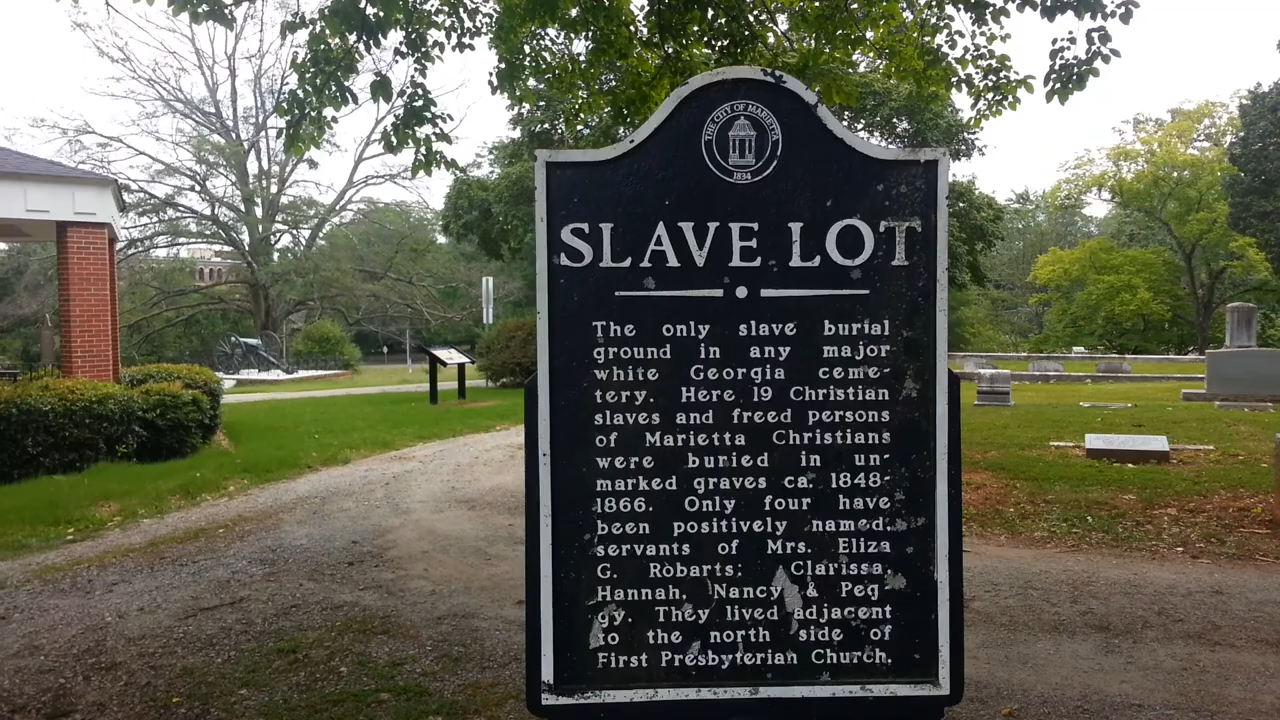 THE CITY OF MARIETTA
1834
SLAVE LOT
The only slave burial
ground in any major
white Georgia ceme-
tery. Here 19 Christian
slaves and freed persons
of Marietta Christians
were buried in un-
marked graves ca. 1848-
1866. Only four have
been positively named,
servants of Mrs. Eliza
G. Robarts: Clarissa,
Hannah, Nancy & Peg-
gy. They lived adjacent
to the north side of
First Presbyterian Church.